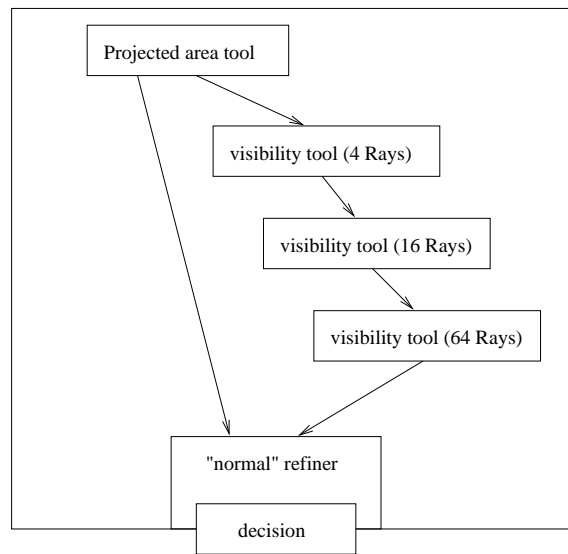 Projected area tool
visibility tool (4 Rays)
visibility tool (16 Rays)
visibility tool (64 Rays)
"normal" refiner
decision